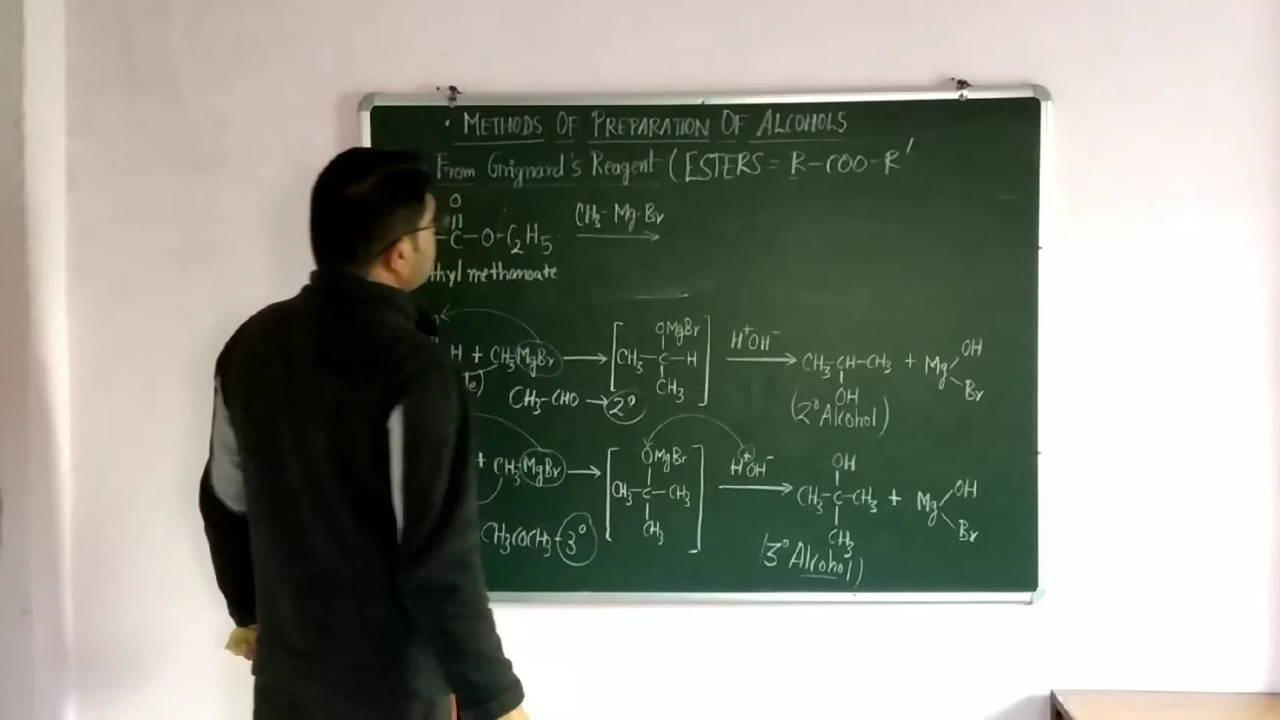 • METHODS OF PREPARATION OF ALCOHOLS
From Grignard's Reagent (ESTERS = R-COO-R'
O
||
-C-O-C2H5 CH3-Mg-Br
thyl methanoate
H + CH3MgBr → [CH3-C-H OMgBr CH3] H+OH- → CH3-CH-CH3 + Mg OH Br
OH
CH3-CHO → 2° (2° Alcohol)
+ CH3MgBr → [OMgBr CH3-C-CH3 CH3] H+OH- → OH CH3-C-CH3 CH3 + Mg OH Br
CH3COCH3-3° (3° Alcohol)